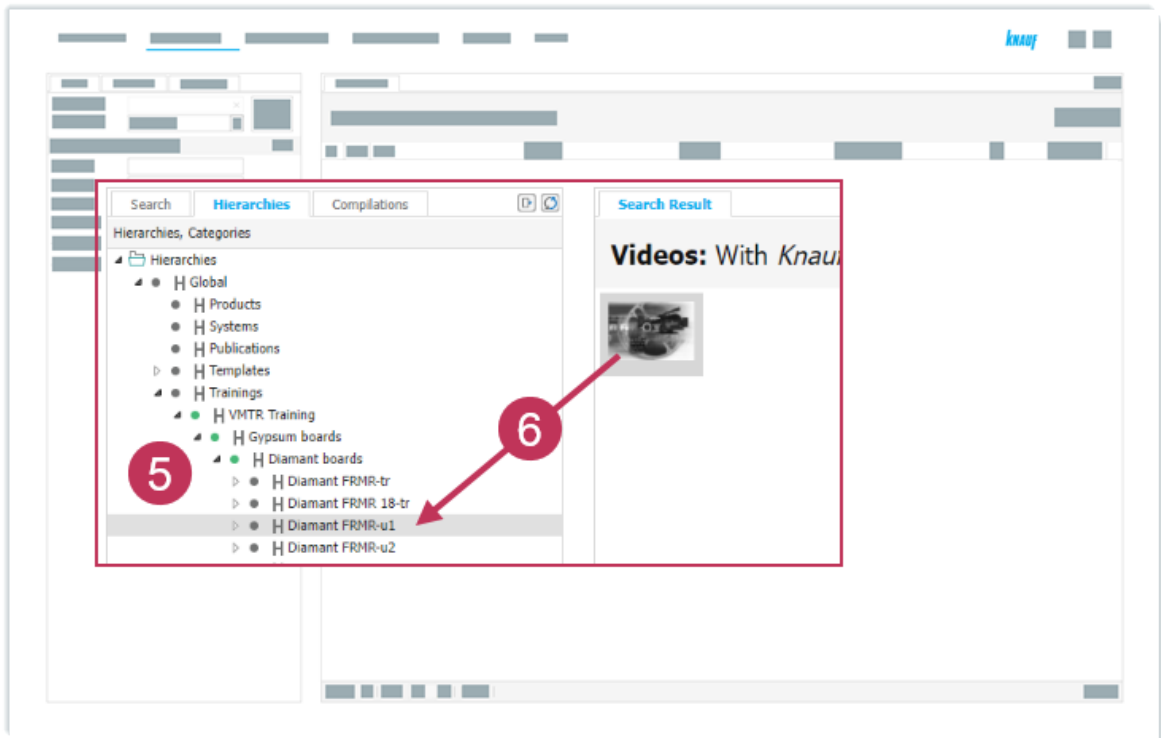 KNAUF
Search Hierarchies Compilations
Hierarchies, Categories
Hierarchies
H Global
H Products
H Systems
H Publications
H Templates
H Trainings
H VMTR Training
H Gypsum boards
H Diamant boards
H Diamant FRMR-tr
H Diamant FRMR 18-tr
H Diamant FRMR-u1
H Diamant FRMR-u2
5
Search Result
Videos: With Knauf
6